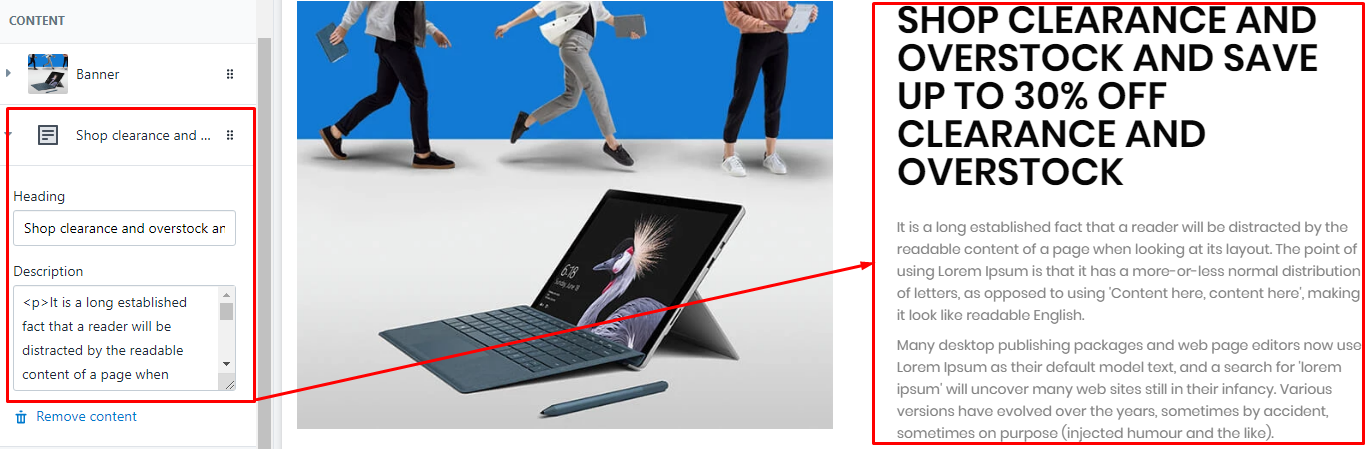 CONTENT
Banner
Shop clearance and ...
Heading
Shop clearance and overstock an
Description
<p>It is a long established
fact that a reader will be
distracted by the readable
content of a page when
Remove content
6:18
Sunday, June 18
SHOP CLEARANCE AND
OVERSTOCK AND SAVE
UP TO 30% OFF
CLEARANCE AND
OVERSTOCK
It is a long established fact that a reader will be distracted by the
readable content of a page when looking at its layout. The point of
using Lorem Ipsum is that it has a more-or-less normal distribution
of letters, as opposed to using 'Content here, content here', making
it look like readable English.
Many desktop publishing packages and web page editors now use
Lorem Ipsum as their default model text, and a search for 'lorem
ipsum' will uncover many web sites still in their infancy. Various
versions have evolved over the years, sometimes by accident,
sometimes on purpose (injected humour and the like).